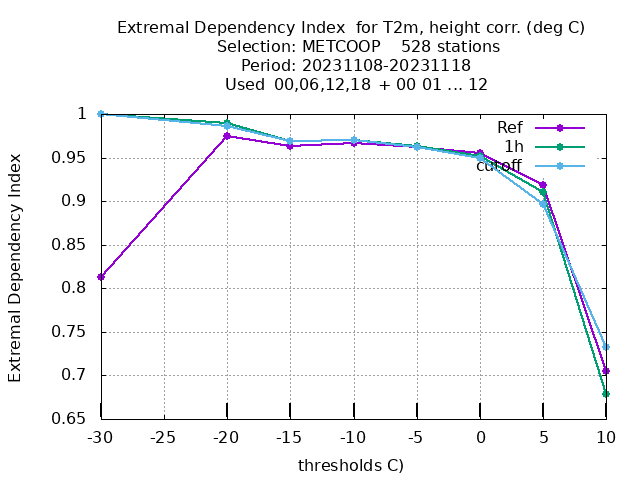 Extremal Dependency Index  for T2m, height corr. (deg C)
Selection: METCOOP    528 stations
Period: 20231108-20231118
Used  00,06,12,18  + 00 01 ... 12
Extremal Dependency Index
1
0.95
0.9
0.85
0.8
0.75
0.7
0.65
Ref
1h
cutoff
-30
-25
-20
-15
-10
-5
0
5
10
thresholds C)